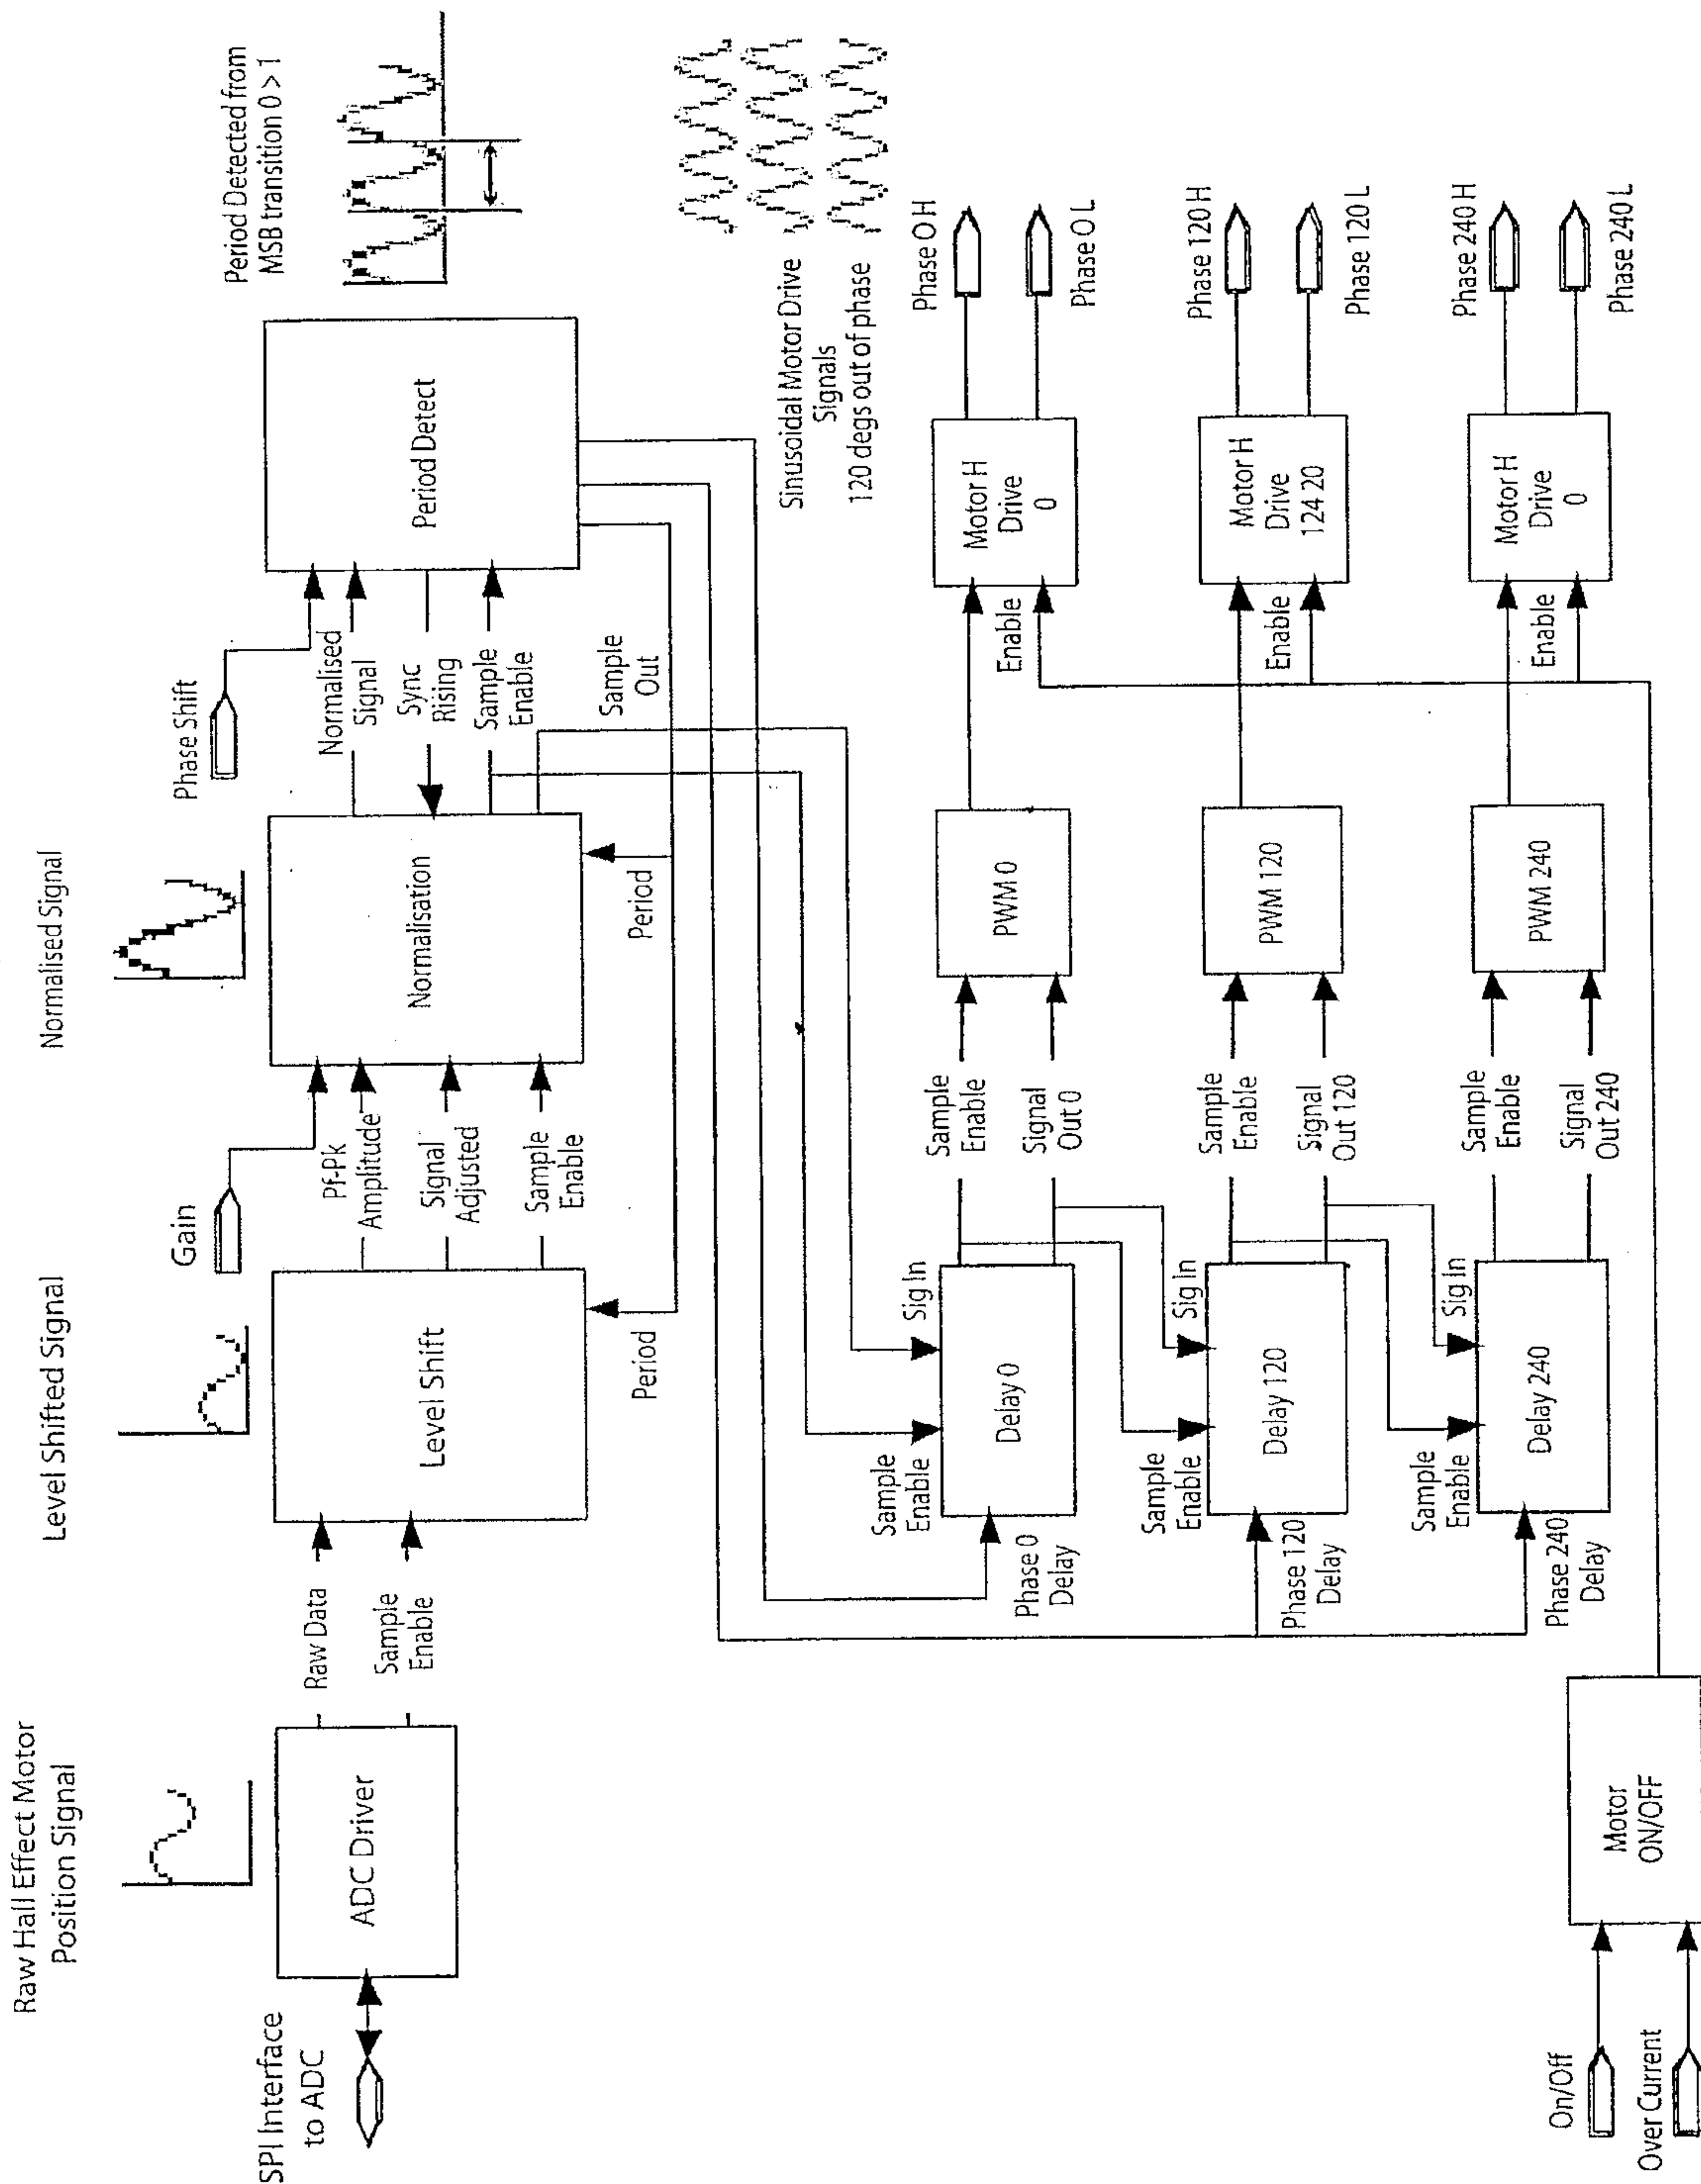 Raw Hall Effect Motor
Position Signal
Level Shifted Signal
Normalised Signal
Period Detected from
MSB transition 0 > 1
SPI Interface
to ADC
ADC Driver
Raw Data
Sample
Enable
Level Shift
Gain
Pf-Pk
Amplitude
Signal
Adjusted
Sample
Enable
Normalisation
Phase Shift
Normalised
Signal
Sync
Rising
Sample
Enable
Period Detect
Period
Period
Sample
Out
Sinusoidal Motor Drive
Signals
120 degs out of phase
Sample
Enable
Sig In
Phase 0
Delay
Delay 0
Sample
Enable
Signal
Out 0
PWM 0
Enable
Motor H
Drive
0
Phase 0 H
Phase 0 L
Sample
Enable
Sig In
Phase 120
Delay
Delay 120
Sample
Enable
Signal
Out 120
PWM 120
Enable
Motor H
Drive
124 20
Phase 120 H
Phase 120 L
Sample
Enable
Sig In
Phase 240
Delay
Delay 240
Sample
Enable
Signal
Out 240
PWM 240
Enable
Motor H
Drive
0
Phase 240 H
Phase 240 L
On/Off
Over Current
Motor
ON/OFF